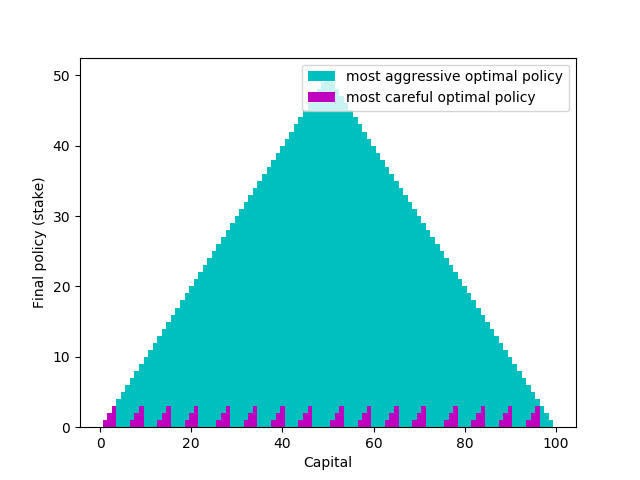 most aggressive optimal policy
most careful optimal policy
50
40
30
20
10
0
Final policy (stake)
0 20 40 60 80 100
Capital